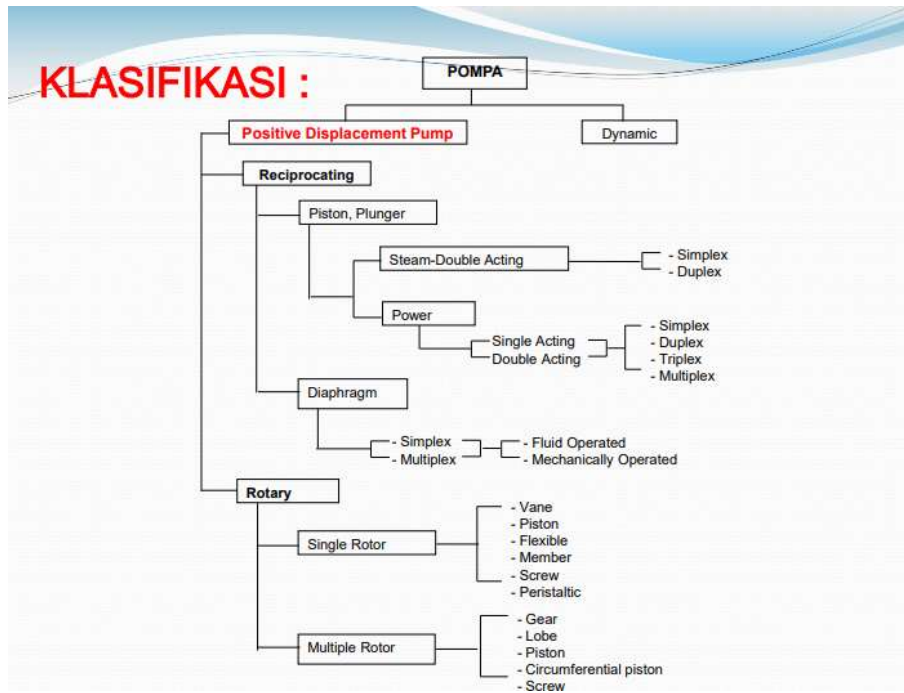 KLASIFIKASI :
POMPA
Positive Displacement Pump
Dynamic
Reciprocating
Piston, Plunger
Steam-Double Acting
- Simplex
- Duplex
Power
Single Acting
Double Acting
- Simplex
- Duplex
- Triplex
- Multiplex
Diaphragm
- Simplex
- Multiplex
- Fluid Operated
- Mechanically Operated
Rotary
Single Rotor
- Vane
- Piston
- Flexible
- Member
- Screw
- Peristaltic
Multiple Rotor
- Gear
- Lobe
- Piston
- Circumferential piston
- Screw